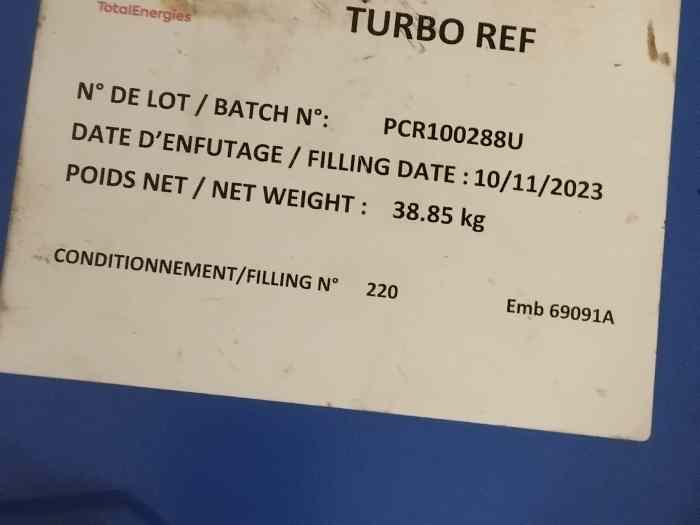 TotalEnergies
TURBO REF
N° DE LOT / BATCH N°: PCR100288U
DATE D’ENFUTAGE / FILLING DATE : 10/11/2023
POIDS NET / NET WEIGHT : 38.85 kg
CONDITIONNEMENT/FILLING N° 220
Emb 69091A